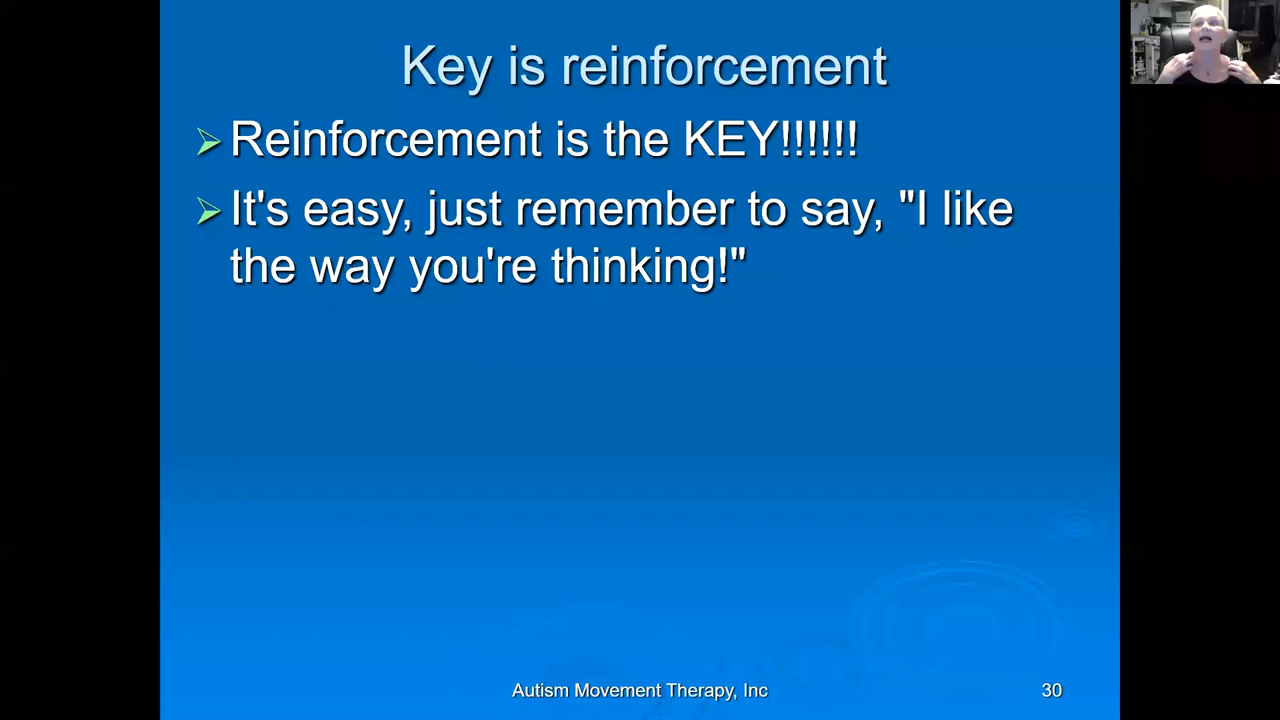 Key is reinforcement
Reinforcement is the KEY!!!!!!
It's easy, just remember to say, "I like
the way you're thinking!"
Autism Movement Therapy, Inc
30